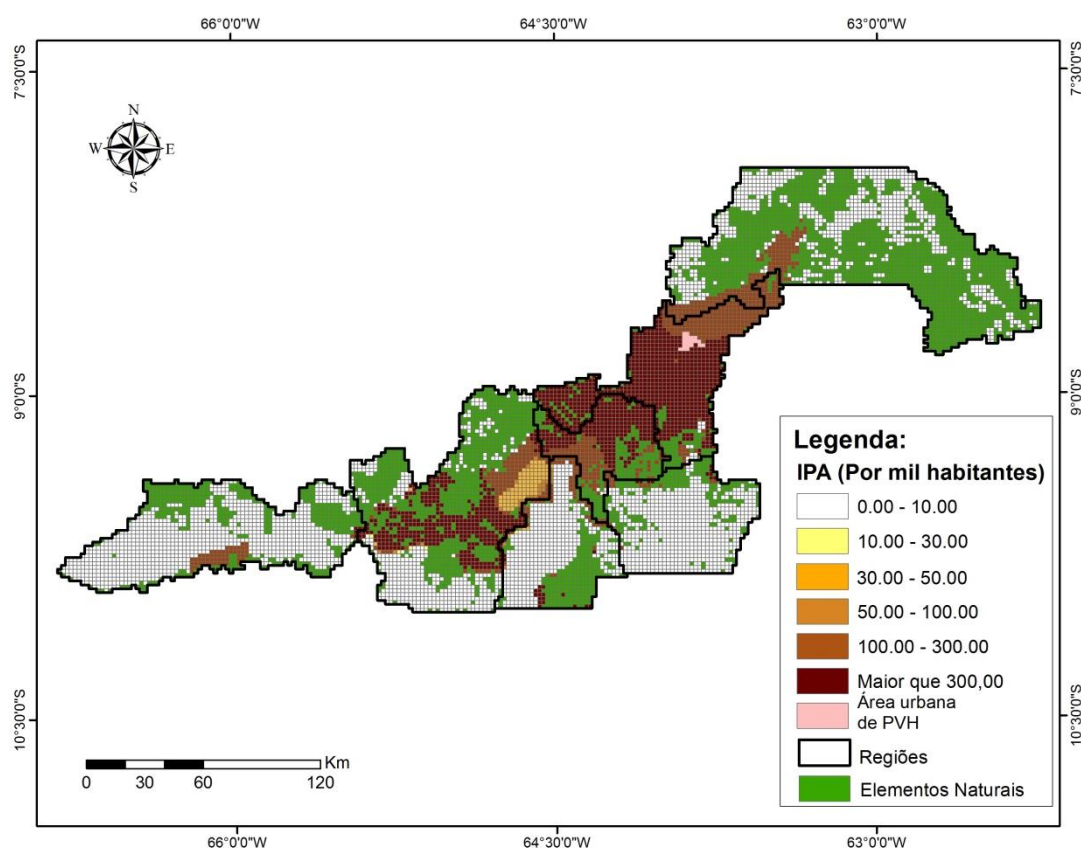 66°0'0"W 64°30'0"W 63°0'0"W
7°30'0"S 7°30'0"S
N
W E
S
9°0'0"S 9°0'0"S
Legenda:
IPA (Por mil habitantes)
0.00 - 10.00
10.00 - 30.00
30.00 - 50.00
50.00 - 100.00
100.00 - 300.00
Maior que 300,00
Área urbana
de PVH
Regiões
Elementos Naturais
10°30'0"S 10°30'0"S
Km
0 30 60 120
66°0'0"W 64°30'0"W 63°0'0"W